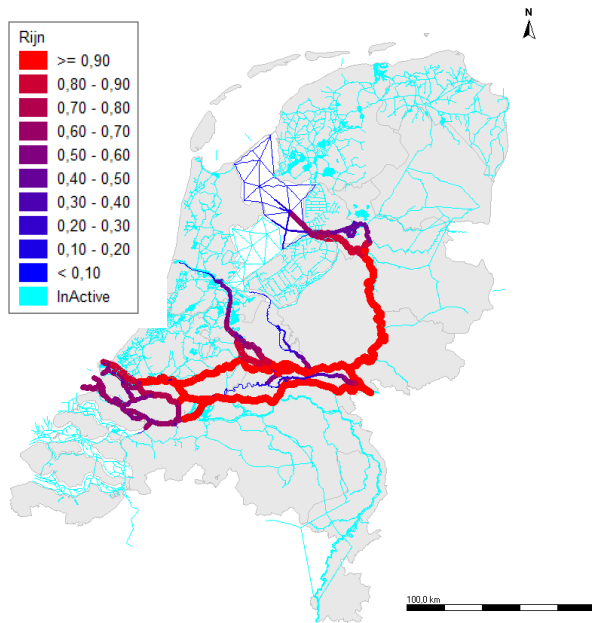 N
Rijn
>= 0,90
0,80 - 0,90
0,70 - 0,80
0,60 - 0,70
0,50 - 0,60
0,40 - 0,50
0,30 - 0,40
0,20 - 0,30
0,10 - 0,20
< 0,10
InActive
100,0 km